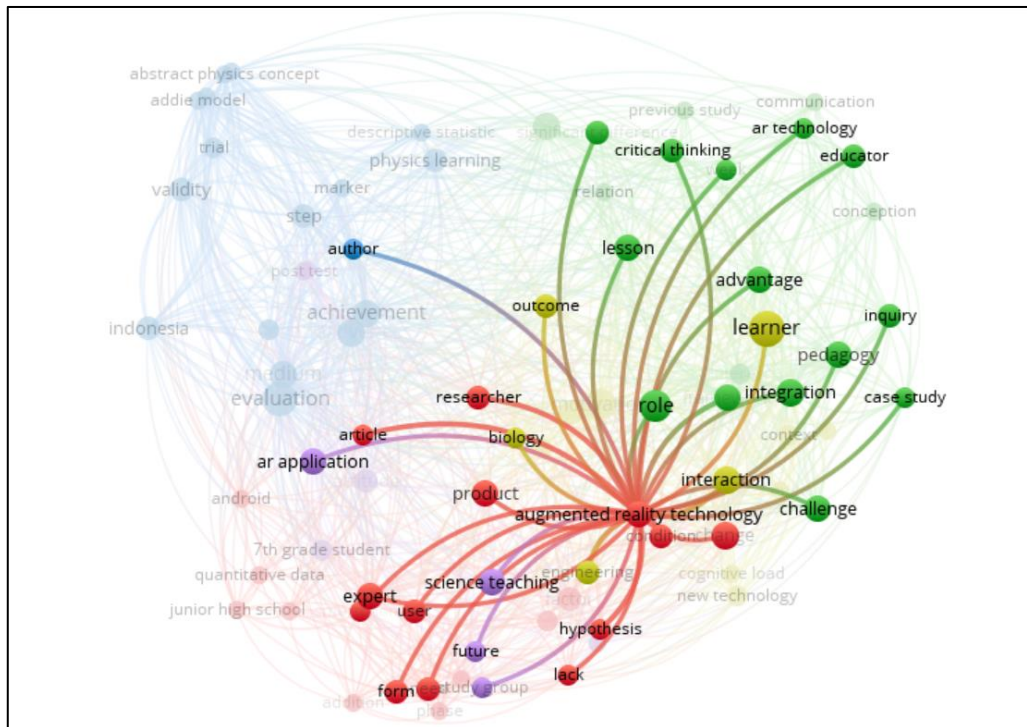 abstract physics concept
addie model
communication
previous study
ar technology
descriptive statistic
significant difference
trial
critical thinking
educator
physics learning
validity
marker
relation
step
conception
author
lesson
post test
advantage
outcome
achievement
learner
inquiry
indonesia
pedagogy
medium
evaluation
researcher
role
integration
case study
article
biology
context
ar application
interaction
android
product
augmented reality technology
challenge
condition
change
7th grade student
engineering
cognitive load
quantitative data
science teaching
new technology
expert
junior high school
user
hypothesis
future
lack
form
study group
addition
phase